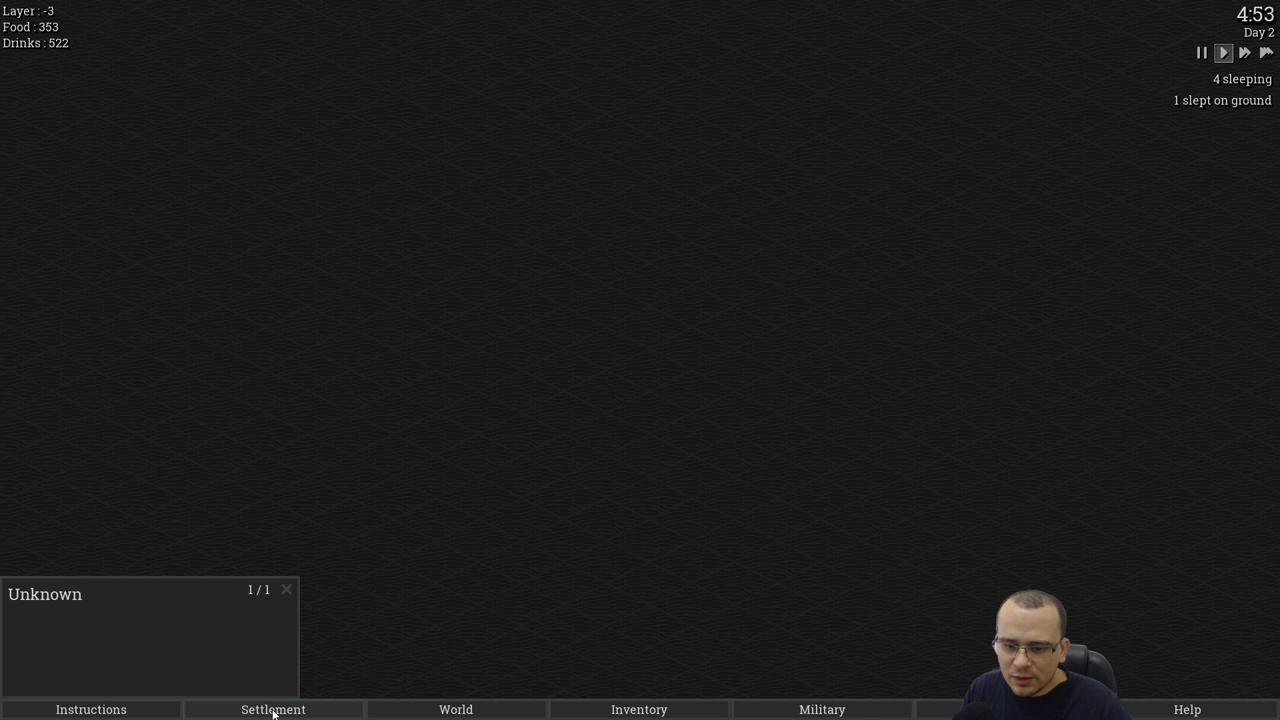 Layer : -3
Food : 353
Drinks : 522
4:53
Day 2
4 sleeping
1 slept on ground
Unknown
1 / 1
Instructions
Settlement
World
Inventory
Military
Help